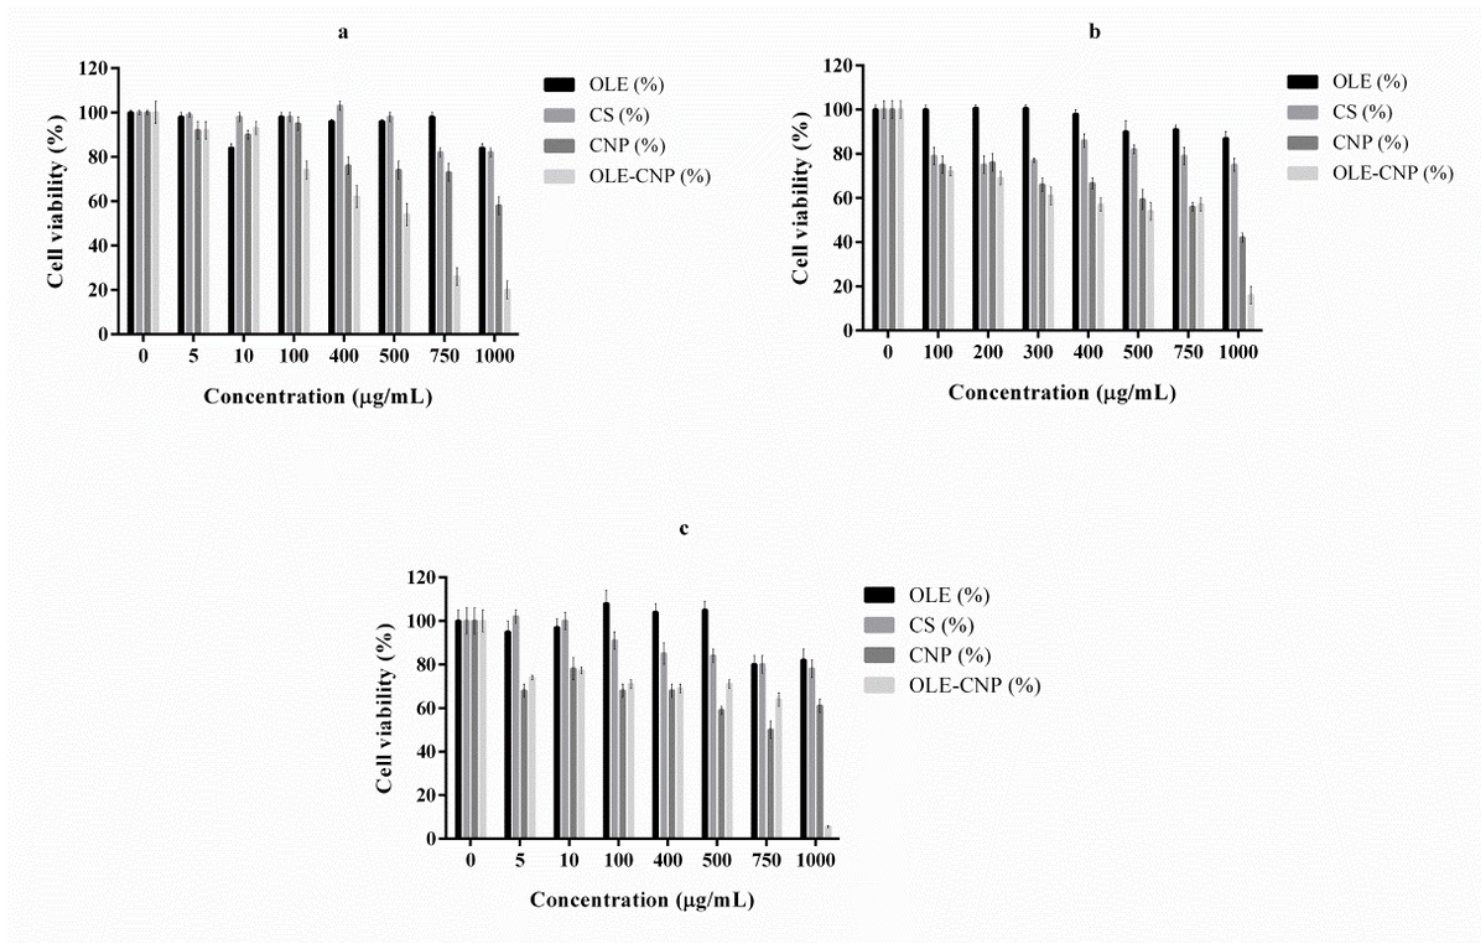 a
120
100
80
60
40
20
0
Cell viability (%)
0 5 10 100 400 500 750 1000
Concentration (μg/mL)
OLE (%)
CS (%)
CNP (%)
OLE-CNP (%)
b
120
100
80
60
40
20
0
Cell viability (%)
0 100 200 300 400 500 750 1000
Concentration (μg/mL)
OLE (%)
CS (%)
CNP (%)
OLE-CNP (%)
c
120
100
80
60
40
20
0
Cell viability (%)
0 5 10 100 400 500 750 1000
Concentration (μg/mL)
OLE (%)
CS (%)
CNP (%)
OLE-CNP (%)